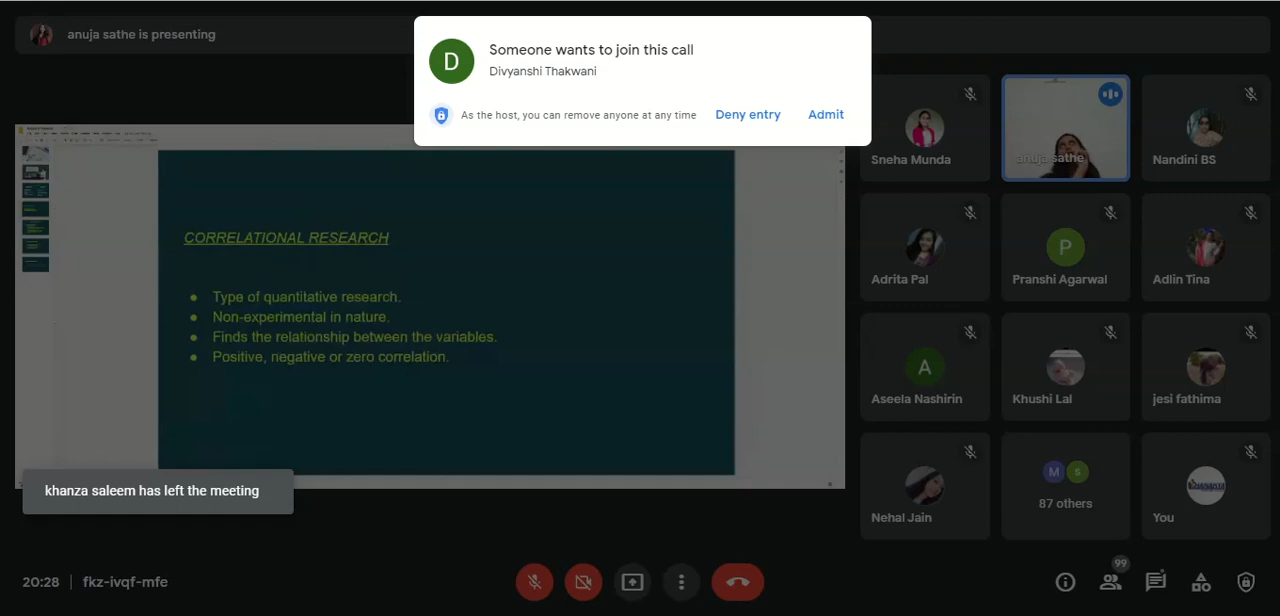 anuja sathe is presenting
D
Someone wants to join this call
Divyanshi Thakwani
As the host, you can remove anyone at any time
Deny entry
Admit
CORRELATIONAL RESEARCH
● Type of quantitative research.
● Non-experimental in nature.
● Finds the relationship between the variables.
● Positive, negative or zero correlation.
Sneha Munda
anuja sathe
Nandini BS
Adrita Pal
P
Pranshi Agarwal
Adlin Tina
A
Aseela Nashirin
Khushi Lal
jesi fathima
Nehal Jain
M S
87 others
You
khanza saleem has left the meeting
20:28 | fkz-ivqf-mfe
99